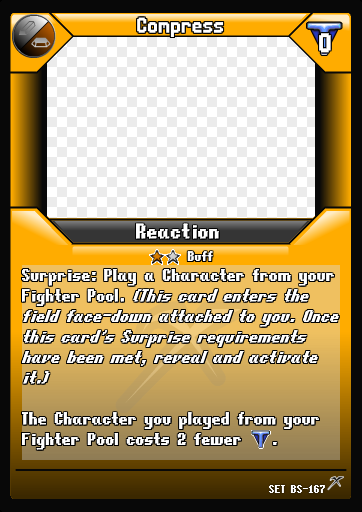 Compress
0
Reaction
Buff
Surprise: Play a Character from your
Fighter Pool. (This card enters the
field face-down attached to you. Once
this card's Surprise requirements
have been met, reveal and activate
it.)
The Character you played from your
Fighter Pool costs 2 fewer .
SET BS-167